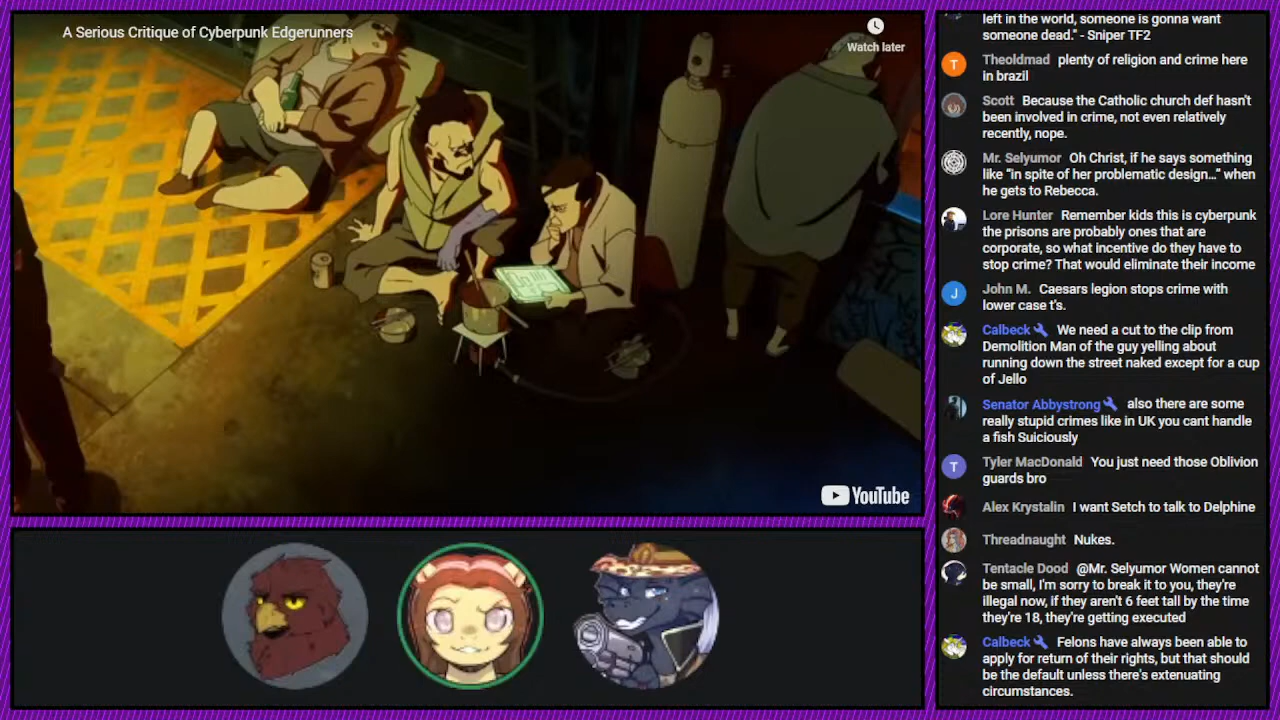 A Serious Critique of Cyberpunk Edgerunners
Watch later
YouTube
left in the world, someone is gonna want
someone dead." - Sniper TF2
T
Theoldmad plenty of religion and crime here
in brazil
Scott Because the Catholic church def hasn't
been involved in crime, not even relatively
recently, nope.
Mr. Selyumor Oh Christ, if he says something
like "in spite of her problematic design..." when
he gets to Rebecca.
Lore Hunter Remember kids this is cyberpunk
the prisons are probably ones that are
corporate, so what incentive do they have to
stop crime? That would eliminate their income
J
John M. Caesars legion stops crime with
lower case t's.
Calbeck We need a cut to the clip from
Demolition Man of the guy yelling about
running down the street naked except for a cup
of Jello
Senator Abbystrong also there are some
really stupid crimes like in UK you cant handle
a fish Suiciously
T
Tyler MacDonald You just need those Oblivion
guards bro
Alex Krystalin I want Setch to talk to Delphine
Threadnaught Nukes.
Tentacle Dood @Mr. Selyumor Women cannot
be small, I'm sorry to break it to you, they're
illegal now, if they aren't 6 feet tall by the time
they're 18, they're getting executed
Calbeck Felons have always been able to
apply for return of their rights, but that should
be the default unless there's extenuating
circumstances.